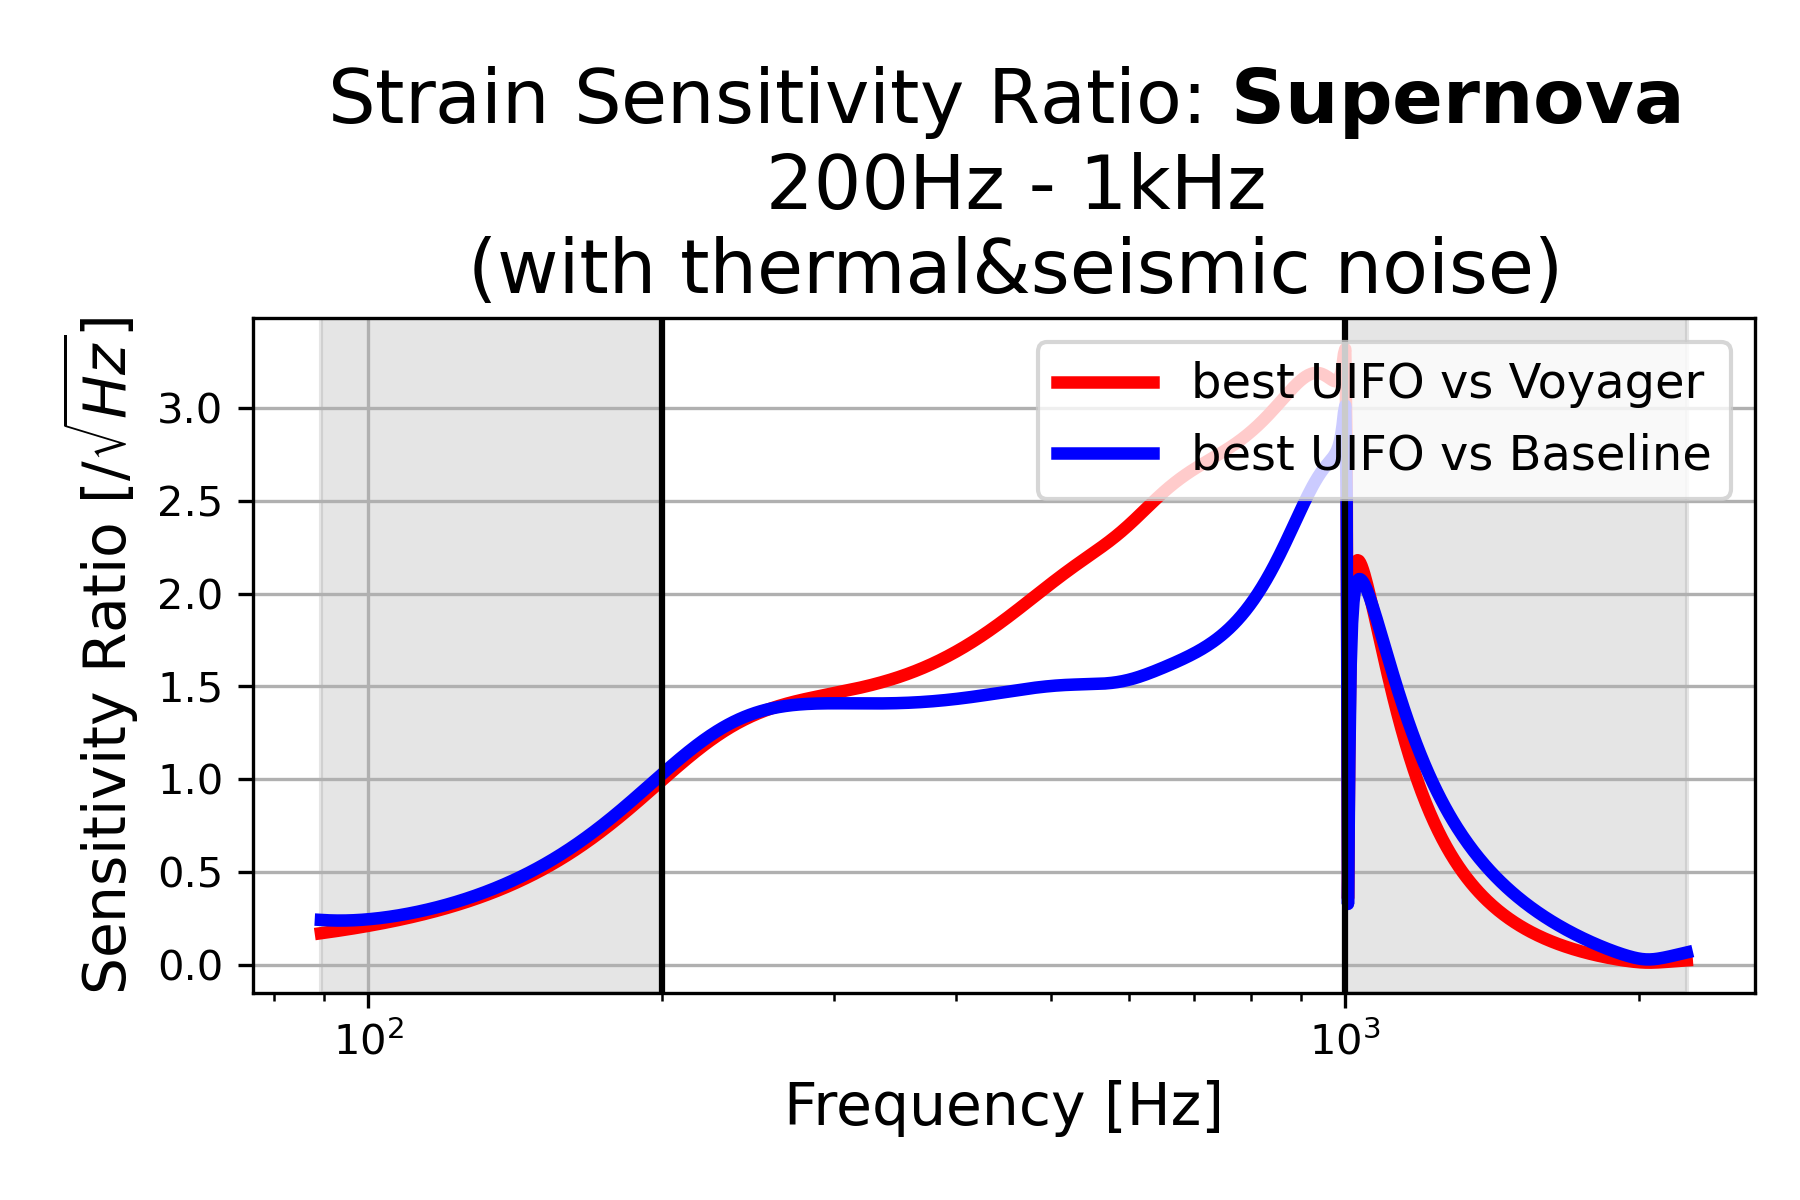 Strain Sensitivity Ratio: Supernova
200Hz - 1kHz
(with thermal&seismic noise)
Sensitivity Ratio [/√Hz]
3.0
2.5
2.0
1.5
1.0
0.5
0.0
best UIFO vs Voyager
best UIFO vs Baseline
10²
10³
Frequency [Hz]